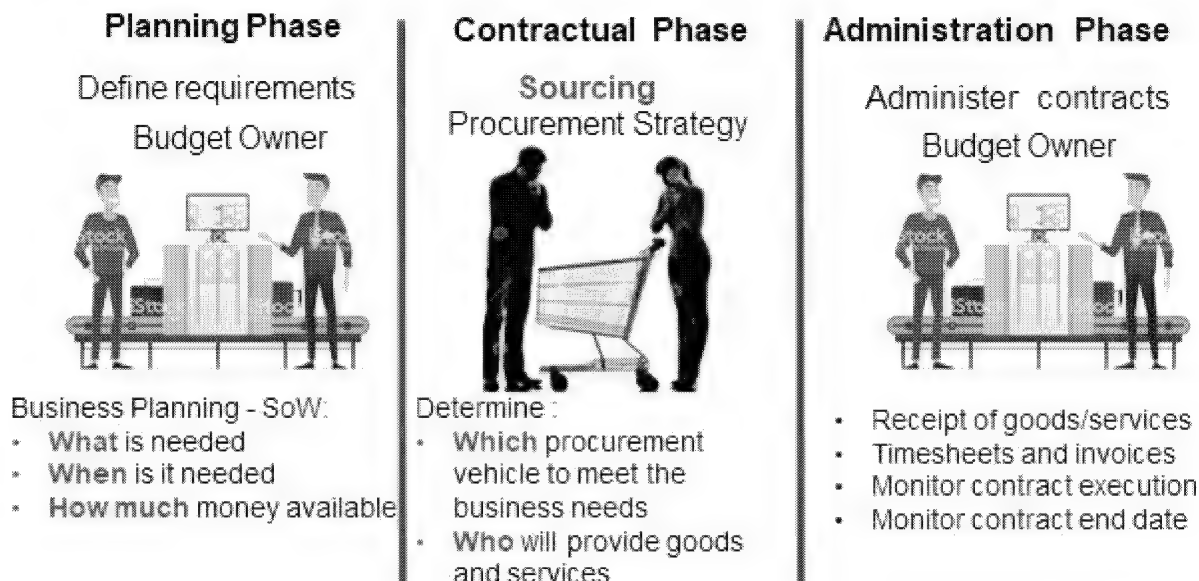 Planning Phase
Define requirements
Budget Owner
Business Planning - SoW:
• What is needed
• When is it needed
• How much money available
Contractual Phase
Sourcing
Procurement Strategy
Determine :
• Which procurement
vehicle to meet the
business needs
• Who will provide goods
and services
Administration Phase
Administer contracts
Budget Owner
• Receipt of goods/services
• Timesheets and invoices
• Monitor contract execution
• Monitor contract end date